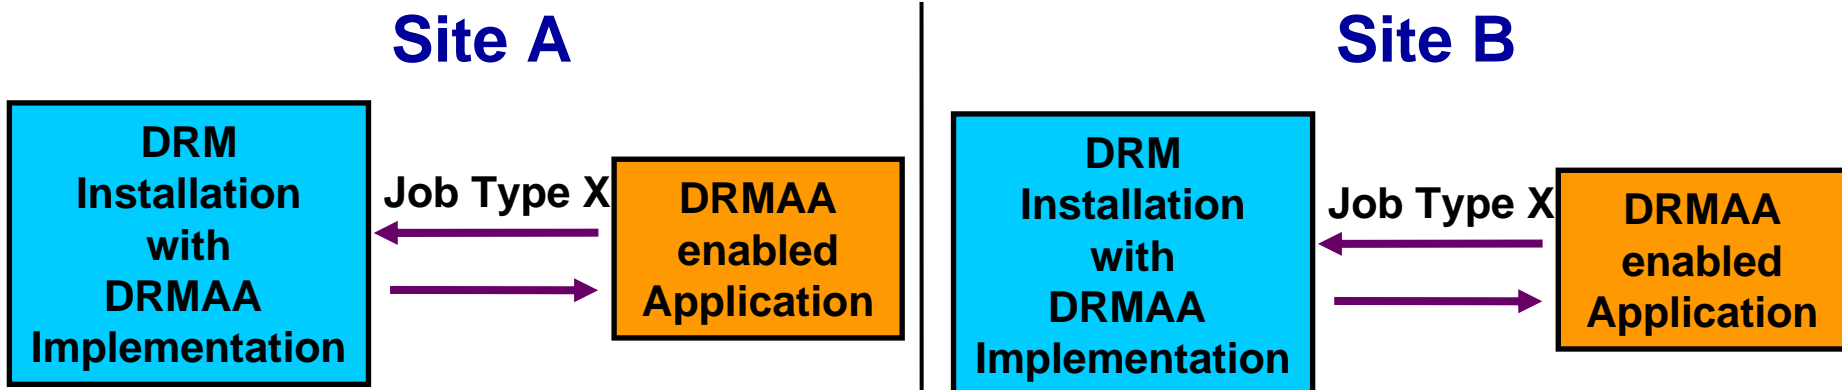 Site A
DRM
Installation
with
DRMAA
Implementation
Job Type X
DRMAA
enabled
Application
Site B
DRM
Installation
with
DRMAA
Implementation
Job Type X
DRMAA
enabled
Application